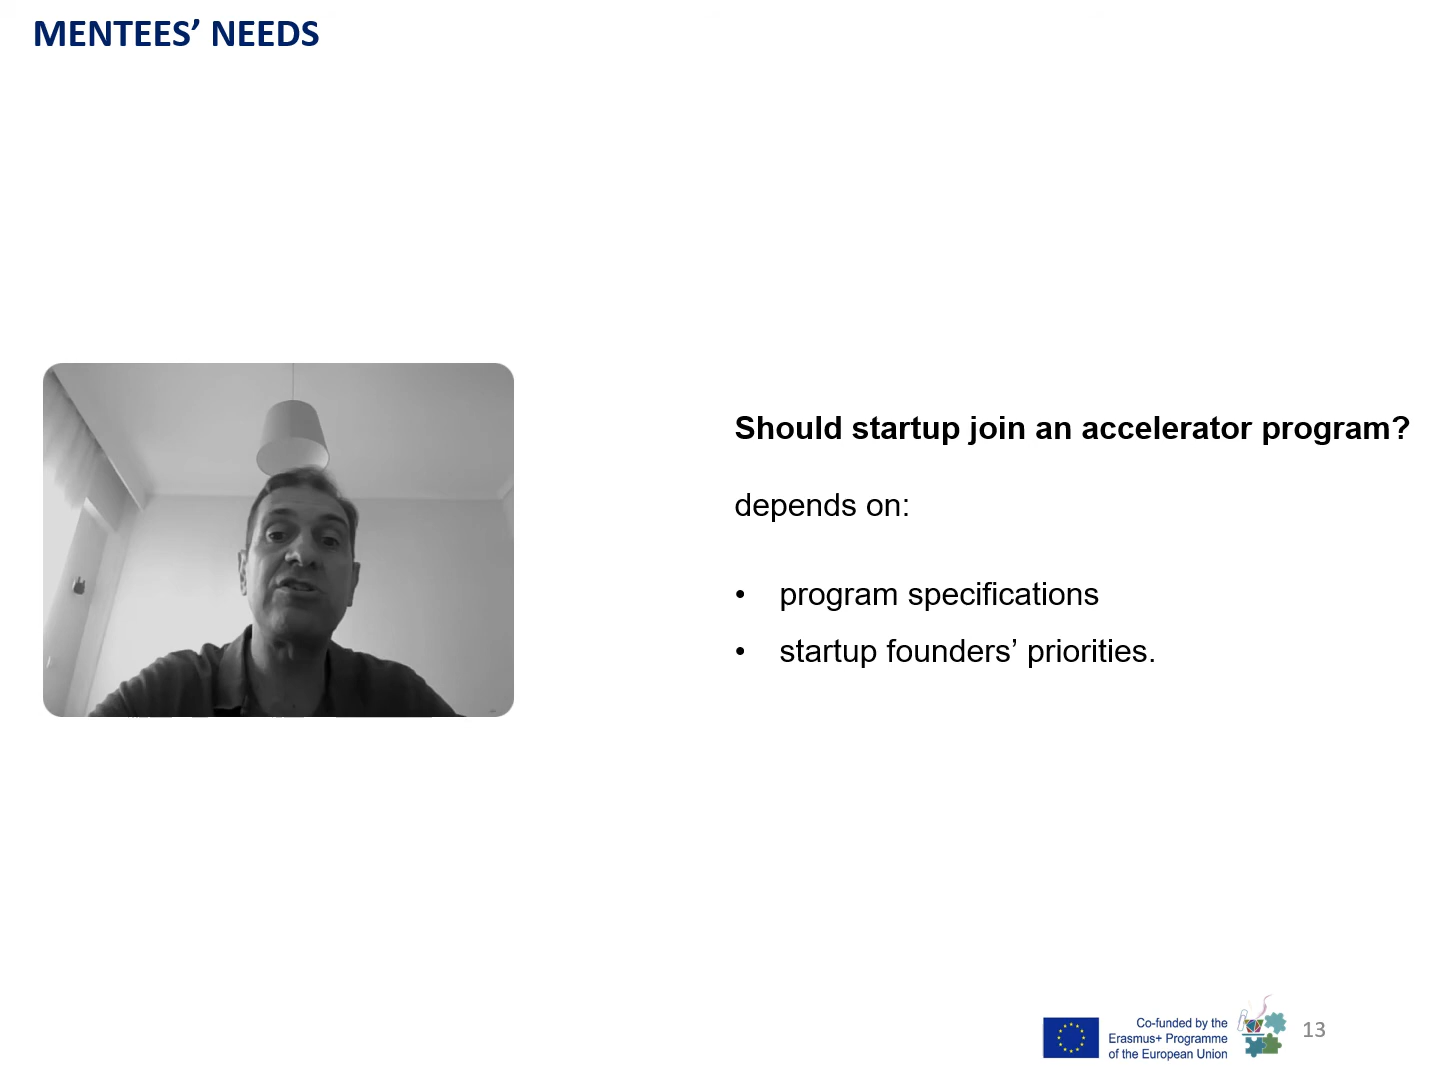 MENTEES’ NEEDS
Should startup join an accelerator program?
depends on:
• program specifications
• startup founders’ priorities.
Co-funded by the
Erasmus+ Programme
of the European Union
13